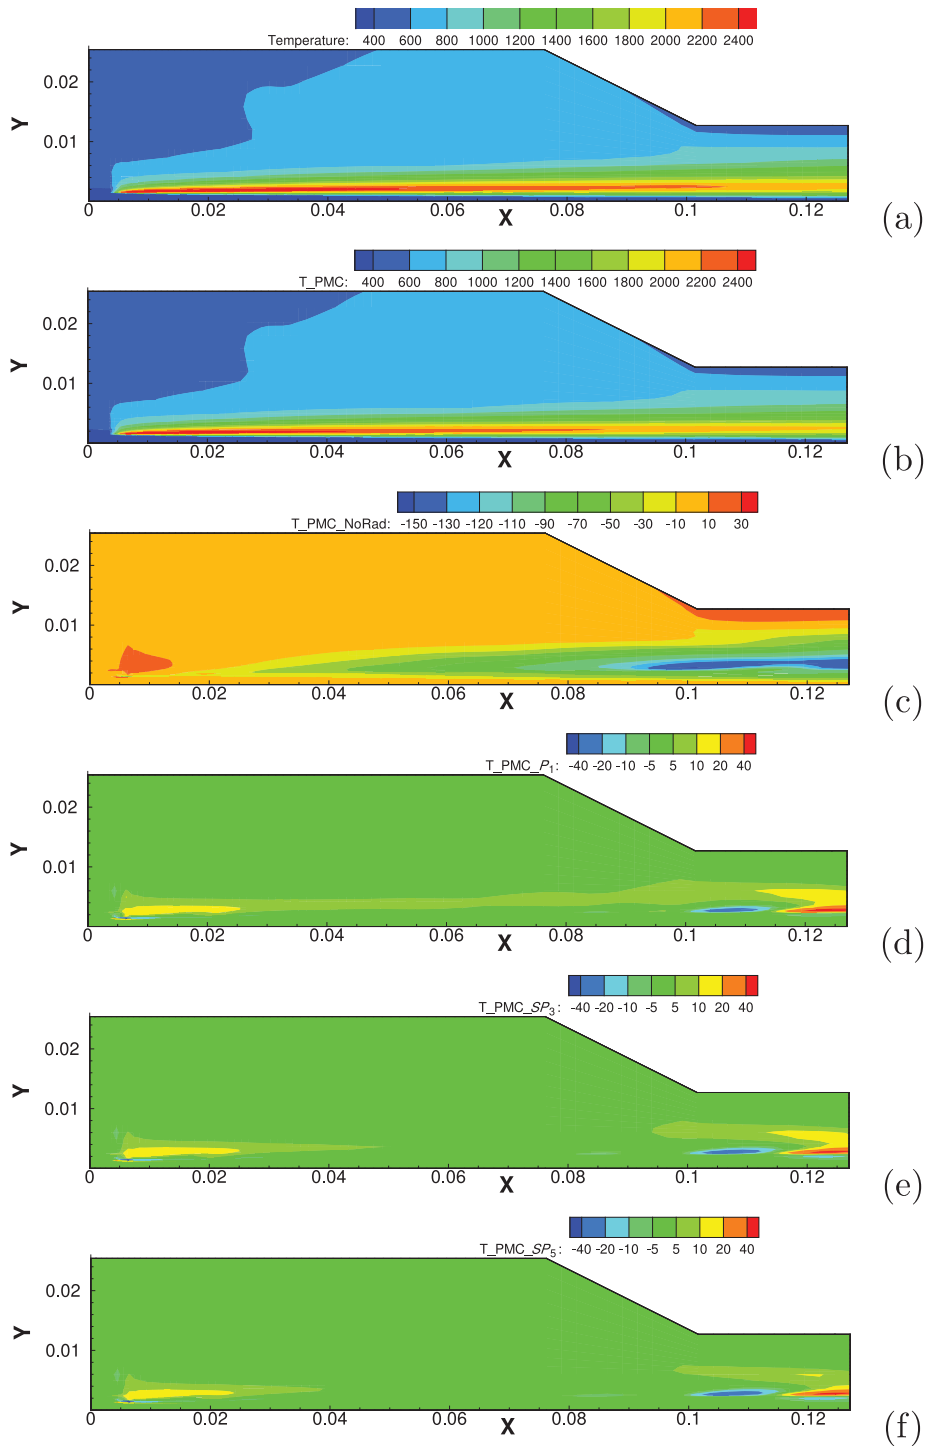 Temperature: 400 600 800 1000 1200 1400 1600 1800 2000 2200 2400
0.02
0.01
Y
0 0.02 0.04 0.06 0.08 0.1 0.12
X
(a)
T_PMC: 400 600 800 1000 1200 1400 1600 1800 2000 2200 2400
0.02
0.01
Y
0 0.02 0.04 0.06 0.08 0.1 0.12
X
(b)
T_PMC_NoRad: -150 -130 -120 -110 -90 -70 -50 -30 -10 10 30
0.02
0.01
Y
0 0.02 0.04 0.06 0.08 0.1 0.12
X
(c)
T_PMC_P₁: -40 -20 -10 -5 5 10 20 40
0.02
0.01
Y
0 0.02 0.04 0.06 0.08 0.1 0.12
X
(d)
T_PMC_SP₃: -40 -20 -10 -5 5 10 20 40
0.02
0.01
Y
0 0.02 0.04 0.06 0.08 0.1 0.12
X
(e)
T_PMC_SP₅: -40 -20 -10 -5 5 10 20 40
0.02
0.01
Y
0 0.02 0.04 0.06 0.08 0.1 0.12
X
(f)